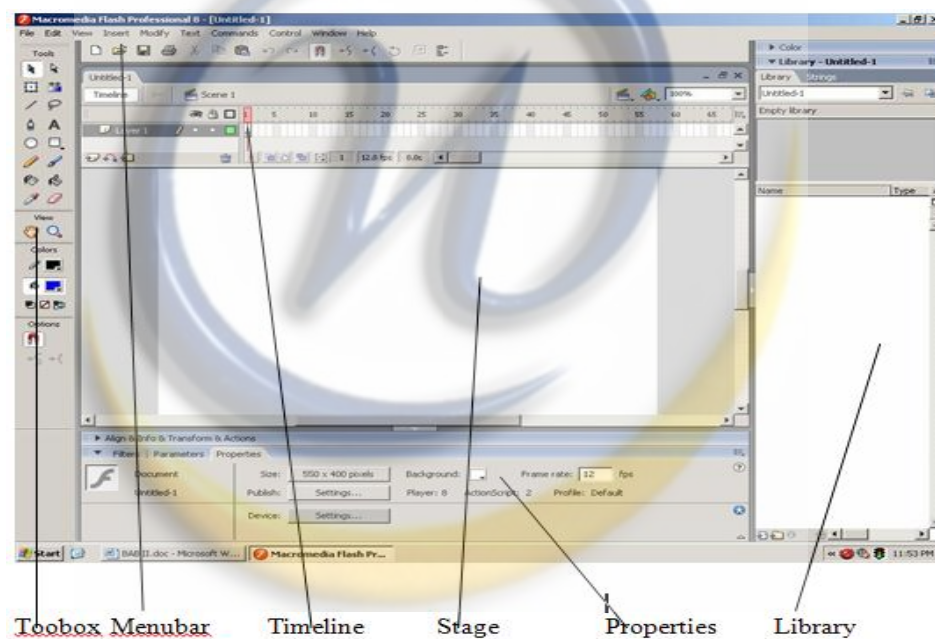 Macromedia Flash Professional 8 - [Untitled-1]
File Edit View Insert Modify Text Commands Control Window Help
Tools
Color
Library - Untitled-1
Untitled-1
Library Strings
Timeline Scene 1 100%
Untitled-1
Empty library
1 5 10 15 20 25 30 35 40 45 50 55 60 65
Layer 1
1 12.0 fps 0.0s
Name Type
View
Colors
Options
Align & Info & Transform & Actions
Filters Parameters Properties
Document Size: 550 x 400 pixels Background: Frame rate: 12 fps
Untitled-1 Publish: Settings... Player: 8 ActionScript: 2 Profile: Default
Device: Settings...
Start BAB II.doc - Microsoft W... Macromedia Flash Pr... 11:53 PM
Toobox Menubar Timeline Stage Properties Library